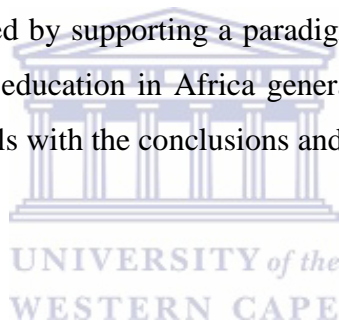 ed by supporting a paradig
education in Africa genera
ls with the conclusions and
UNIVERSITY of the
WESTERN CAPE